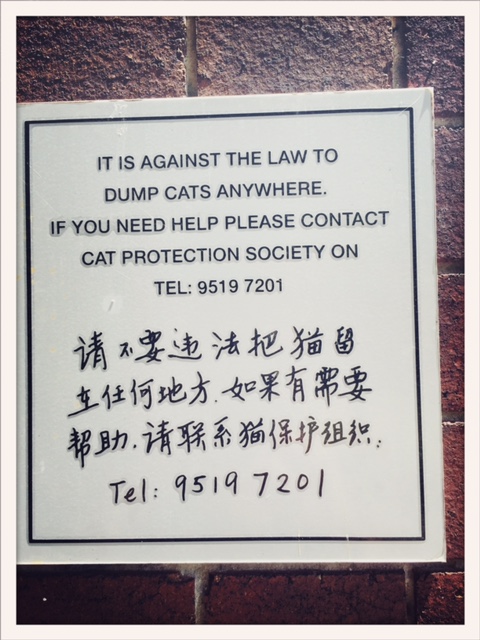 IT IS AGAINST THE LAW TO
DUMP CATS ANYWHERE.
IF YOU NEED HELP PLEASE CONTACT
CAT PROTECTION SOCIETY ON
TEL: 9519 7201
请不要违法把猫留
在任何地方.如果有需要
帮助.请联系猫保护组织.
Tel: 9519 7201